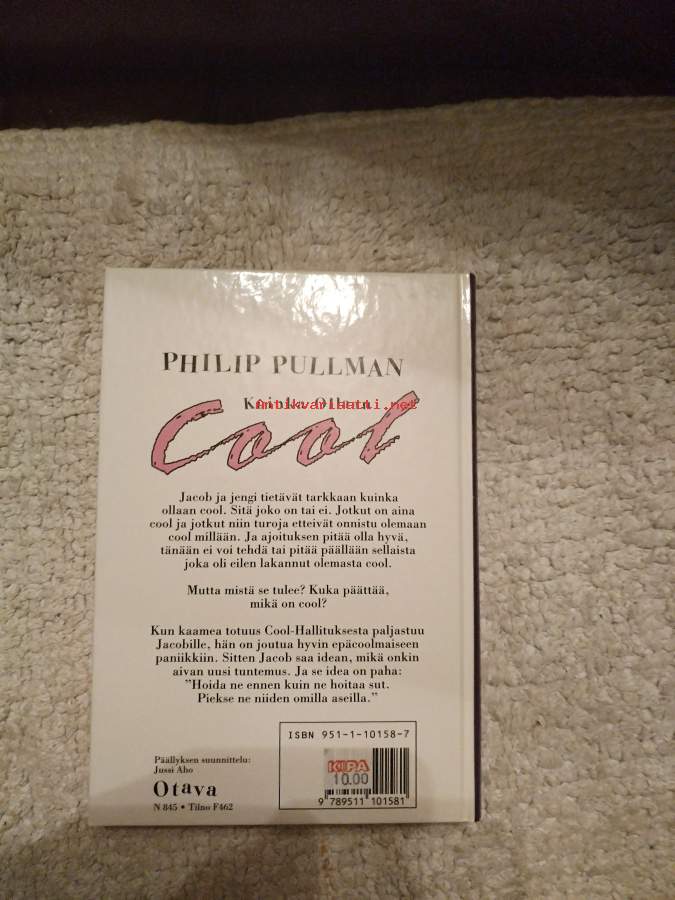 PHILIP PULLMAN
Kuinka Ollaan
antikvariaatti.net
Cool
Jacob ja jengi tietävät tarkkaan kuinka
ollaan cool. Sitä joko on tai ei. Jotkut on aina
cool ja jotkut niin turoja etteivät onnistu olemaan
cool millään. Ja ajoituksen pitää olla hyvä,
tänään ei voi tehdä tai pitää päällään sellaista
joka oli eilen lakannut olemasta cool.
Mutta mistä se tulee? Kuka päättää,
mikä on cool?
Kun kaamea totuus Cool-Hallituksesta paljastuu
Jacobille, hän on joutua hyvin epäcoolmaiseen
paniikkiin. Sitten Jacob saa idean, mikä onkin
aivan uusi tuntemus. Ja se idea on paha:
"Hoida ne ennen kuin ne hoitaa sut.
Piekse ne niiden omilla aseilla."
ISBN 951-1-10158-7
KIPA
10.00
9 789511 101581
Päällyksen suunnittelu:
Jussi Aho
Otava
N 845 • Tilno F462